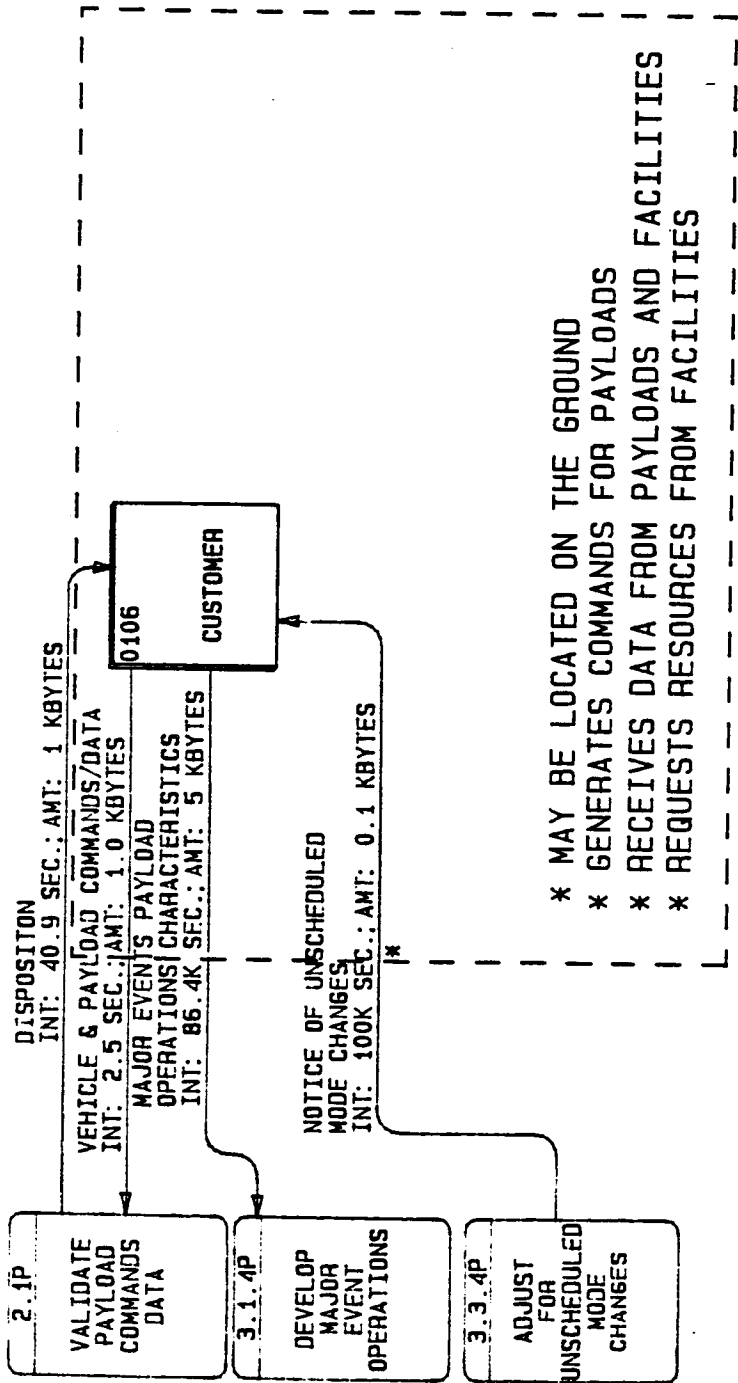 2.1P
VALIDATE
PAYLOAD
COMMANDS
DATA
3.1.4P
DEVELOP
MAJOR
EVENT
OPERATIONS
3.3.4P
ADJUST
FOR
UNSCHEDULED
MODE
CHANGES
DISPOSITON
INT: 40.9 SEC.; AMT: 1 KBYTES
VEHICLE & PAYLOAD COMMANDS/DATA
INT: 2.5 SEC.; AMT: 1.0 KBYTES
MAJOR EVENTS PAYLOAD
OPERATIONS CHARACTERISTICS
INT: 86.4K SEC.; AMT: 5 KBYTES
NOTICE OF UNSCHEDULED
MODE CHANGES
INT: 100K SEC.; AMT: 0.1 KBYTES
*
0106
CUSTOMER
* MAY BE LOCATED ON THE GROUND
* GENERATES COMMANDS FOR PAYLOADS
* RECEIVES DATA FROM PAYLOADS AND FACILITIES
* REQUESTS RESOURCES FROM FACILITIES